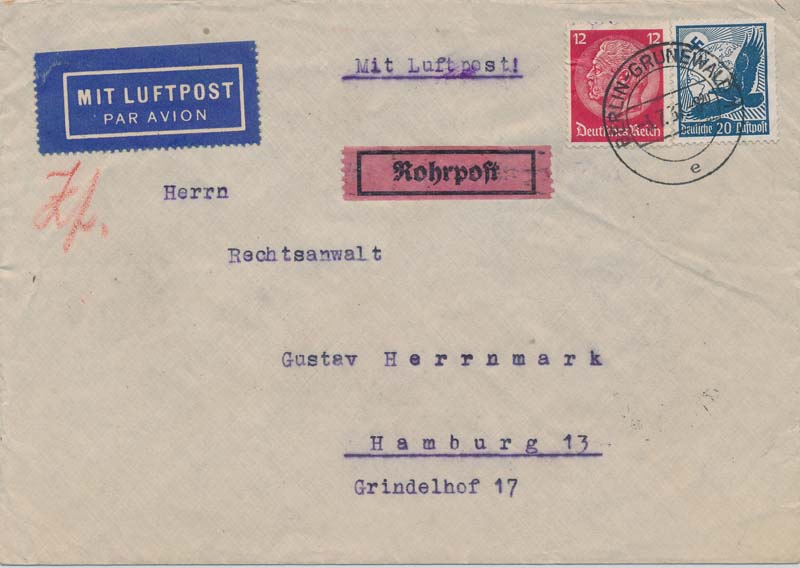 MIT LUFTPOST
PAR AVION
Mit Luftpost!
12 12
Deutsches Reich
Deutsche 20 Luftpost
BERLIN-GRUNEWALD
e
Rohrpost
Herrn
Rechtsanwalt
Gustav Herrnmark
Hamburg 13
Grindelhof 17